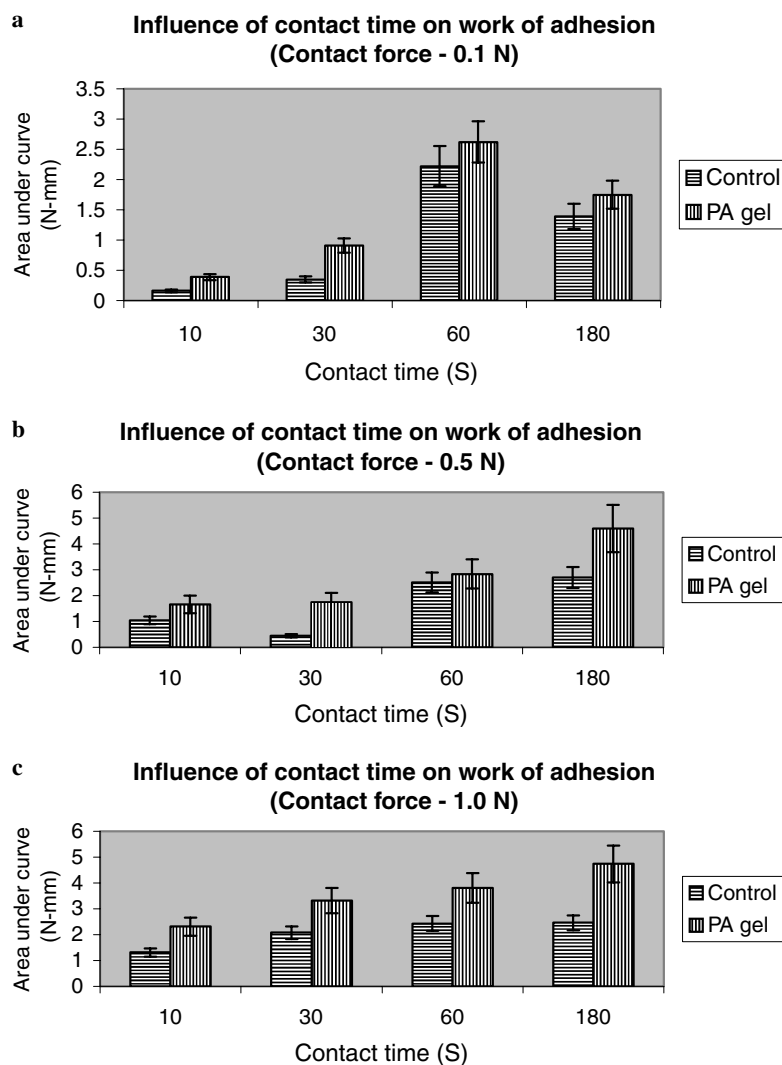 a
Influence of contact time on work of adhesion
(Contact force - 0.1 N)
Area under curve
(N-mm)
3.5
3
2.5
2
1.5
1
0.5
0
10 30 60 180
Contact time (S)
Control
PA gel
b
Influence of contact time on work of adhesion
(Contact force - 0.5 N)
Area under curve
(N-mm)
6
5
4
3
2
1
0
10 30 60 180
Contact time (S)
Control
PA gel
c
Influence of contact time on work of adhesion
(Contact force - 1.0 N)
Area under curve
(N-mm)
6
5
4
3
2
1
0
10 30 60 180
Contact time (S)
Control
PA gel